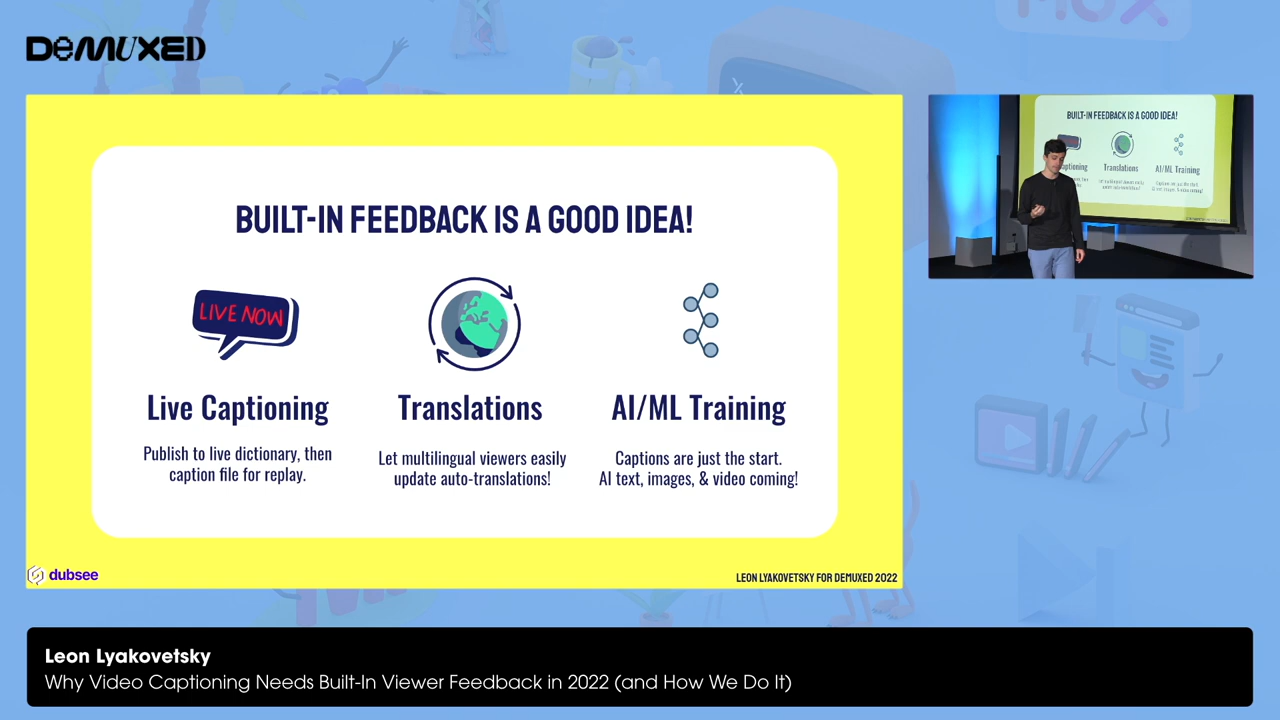 DEMUXED
MUX
BUILT-IN FEEDBACK IS A GOOD IDEA!
LIVE NOW
Live Captioning
Publish to live dictionary, then
caption file for replay.
Translations
Let multilingual viewers easily
update auto-translations!
AI/ML Training
Captions are just the start.
AI text, images, & video coming!
dubsee
LEON LYAKOVETSKY FOR DEMUXED 2022
BUILT-IN FEEDBACK IS A GOOD IDEA!
Translations
AI/ML Training
Leon Lyakovetsky
Why Video Captioning Needs Built-In Viewer Feedback in 2022 (and How We Do It)